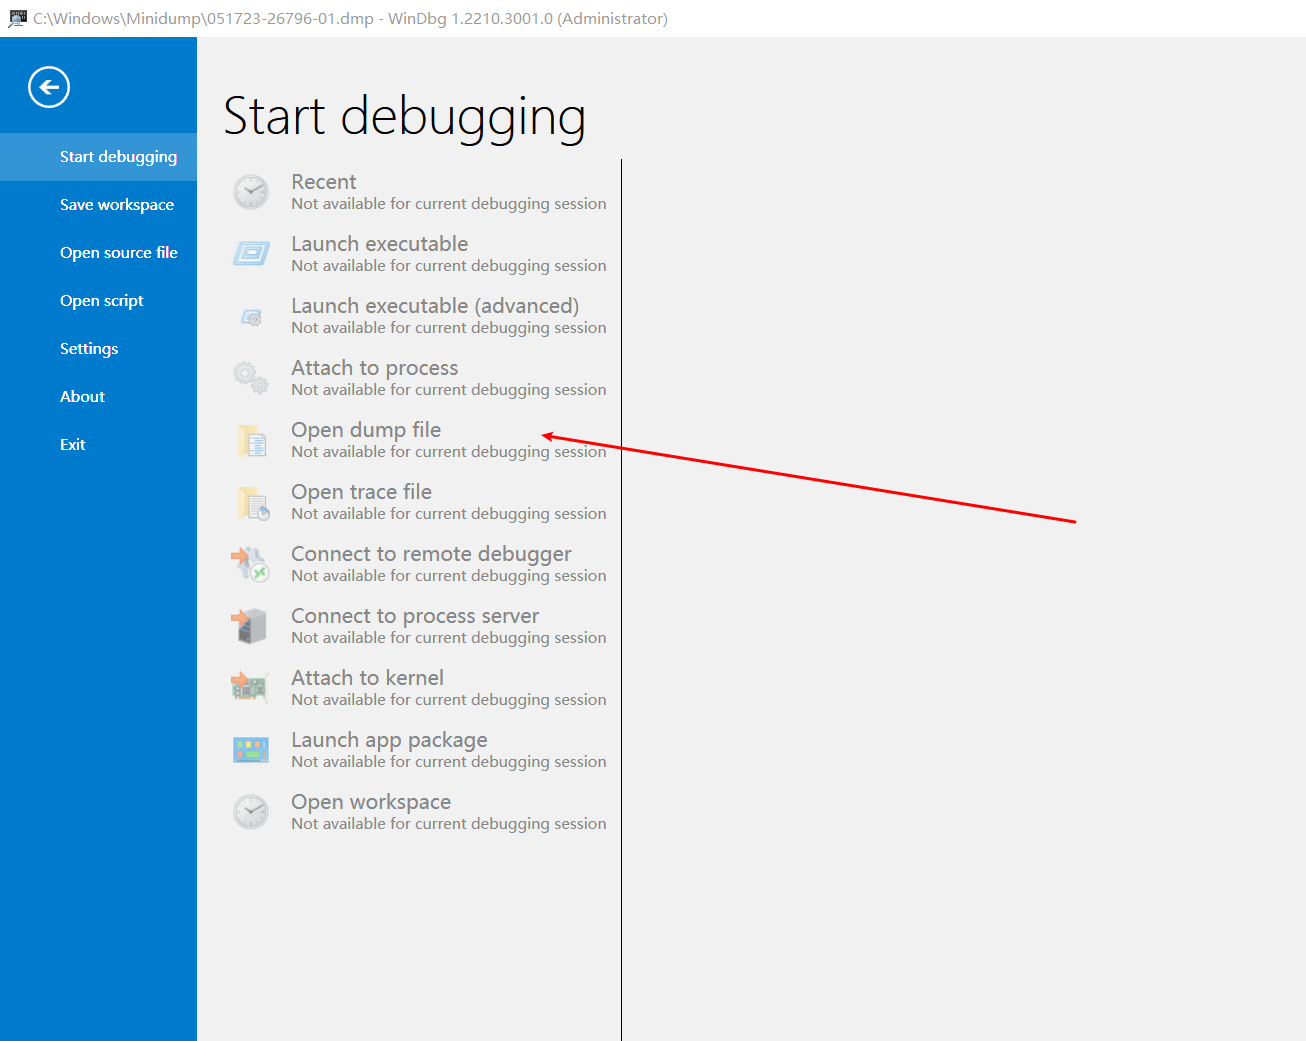 C:\Windows\Minidump\051723-26796-01.dmp - WinDbg 1.2210.3001.0 (Administrator)
Start debugging
Save workspace
Open source file
Open script
Settings
About
Exit
Start debugging
Recent
Not available for current debugging session
Launch executable
Not available for current debugging session
Launch executable (advanced)
Not available for current debugging session
Attach to process
Not available for current debugging session
Open dump file
Not available for current debugging session
Open trace file
Not available for current debugging session
Connect to remote debugger
Not available for current debugging session
Connect to process server
Not available for current debugging session
Attach to kernel
Not available for current debugging session
Launch app package
Not available for current debugging session
Open workspace
Not available for current debugging session